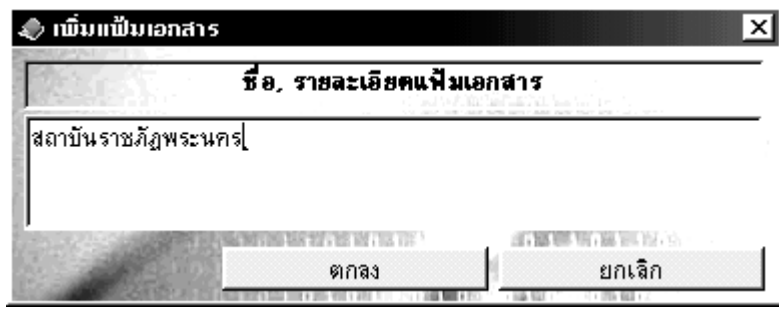 เพิ่มแฟ้มเอกสาร
ชื่อ, รายละเอียดแฟ้มเอกสาร
สถาบันราชภัฏพระนคร
ตกลง
ยกเลิก